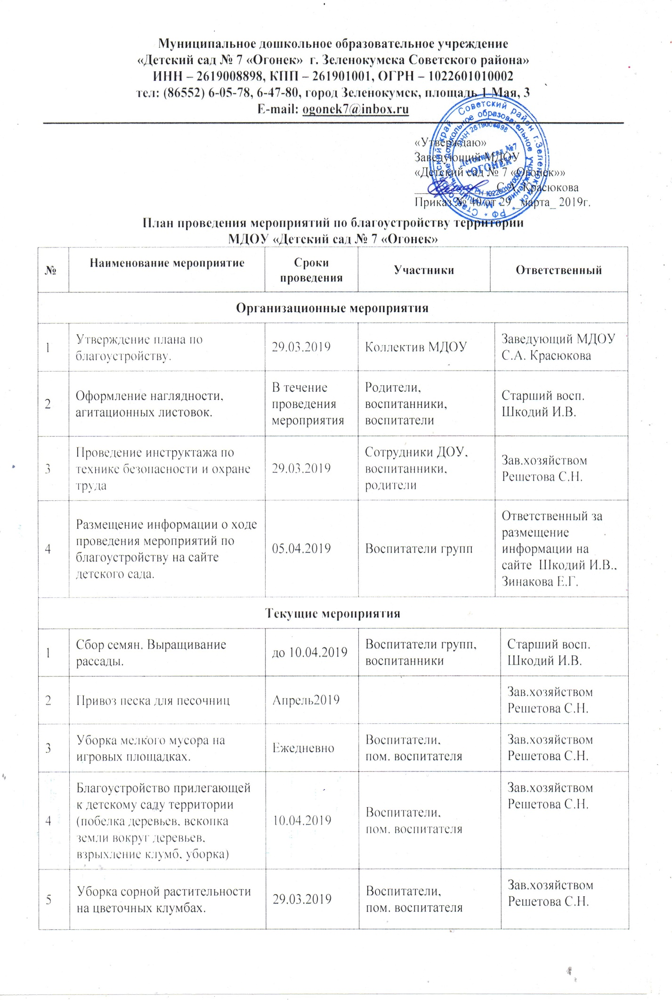 Муниципальное дошкольное образовательное учреждение
«Детский сад № 7 «Огонек» г. Зеленокумска Советского района»
ИНН – 2619008898, КПП – 261901001, ОГРН – 1022601010002
тел: (86552) 6-05-78, 6-47-80, город Зеленокумск, площадь 1 Мая, 3
E-mail: ogonek7@inbox.ru
«Утверждаю»
Заведующий МДОУ
«Детский сад № 7 «Огонек»»
С.А. Красюкова
Приказ № 40 от 29 _марта_ 2019г.
Советский район г.Зеленокумск * РФ *
дошкольное образовательное учреждение
ИНН 2619008898
Детский сад №7
"ОГОНЕК"
ОГРН 1022601010002
План проведения мероприятий по благоустройству территории
МДОУ «Детский сад № 7 «Огонек»
№
Наименование мероприятие
Сроки
проведения
Участники
Ответственный
Организационные мероприятия
1
Утверждение плана по
благоустройству.
29.03.2019
Коллектив МДОУ
Заведующий МДОУ
С.А. Красюкова
2
Оформление наглядности,
агитационных листовок.
В течение
проведения
мероприятия
Родители,
воспитанники,
воспитатели
Старший восп.
Шкодий И.В.
3
Проведение инструктажа по
технике безопасности и охране
труда
29.03.2019
Сотрудники ДОУ,
воспитанники,
родители
Зав.хозяйством
Решетова С.Н.
4
Размещение информации о ходе
проведения мероприятий по
благоустройству на сайте
детского сада.
05.04.2019
Воспитатели групп
Ответственный за
размещение
информации на
сайте Шкодий И.В.,
Зинакова Е.Г.
Текущие мероприятия
1
Сбор семян. Выращивание
рассады.
до 10.04.2019
Воспитатели групп,
воспитанники
Старший восп.
Шкодий И.В.
2
Привоз песка для песочниц
Апрель2019
Зав.хозяйством
Решетова С.Н.
3
Уборка мелкого мусора на
игровых площадках.
Ежедневно
Воспитатели,
пом. воспитателя
Зав.хозяйством
Решетова С.Н.
4
Благоустройство прилегающей
к детскому саду территории
(побелка деревьев, вскопка
земли вокруг деревьев,
взрыхление клумб, уборка)
10.04.2019
Воспитатели,
пом. воспитателя
Зав.хозяйством
Решетова С.Н.
5
Уборка сорной растительности
на цветочных клумбах.
29.03.2019
Воспитатели,
пом. воспитателя
Зав.хозяйством
Решетова С.Н.